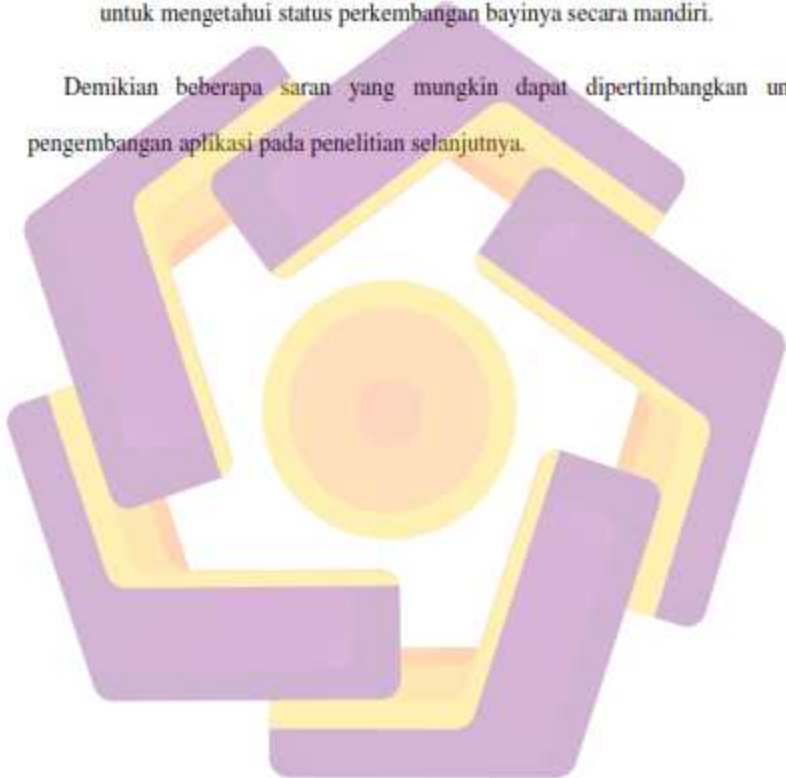 untuk mengetahui status perkembangan bayinya secara mandiri.
Demikian beberapa saran yang mungkin dapat dipertimbangkan un
pengembangan aplikasi pada penelitian selanjutnya.